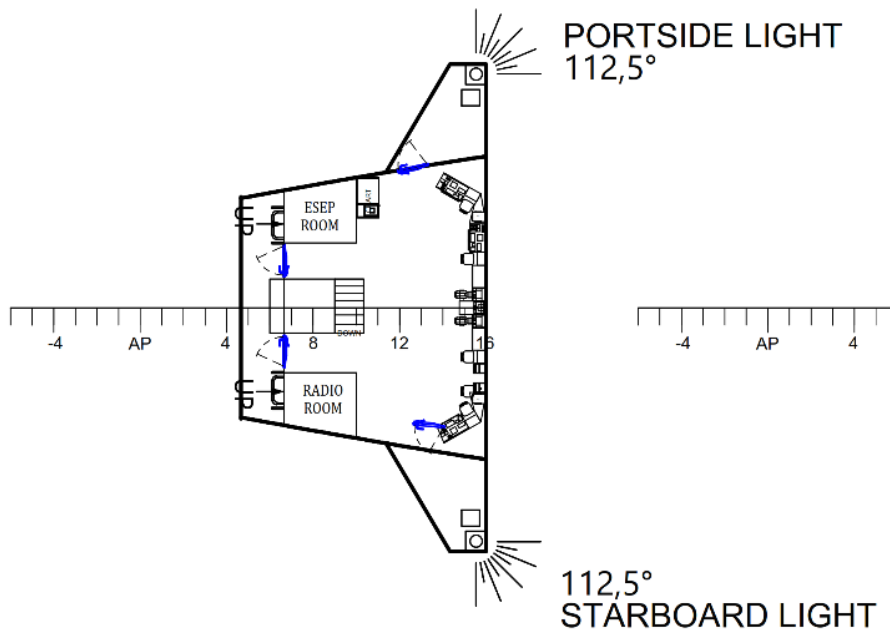 PORTSIDE LIGHT
112,5°
ART
ESEP
ROOM
UP
-4 AP 4 8 12 16 -4 AP 4
DOWN
UP
RADIO
ROOM
112,5°
STARBOARD LIGHT